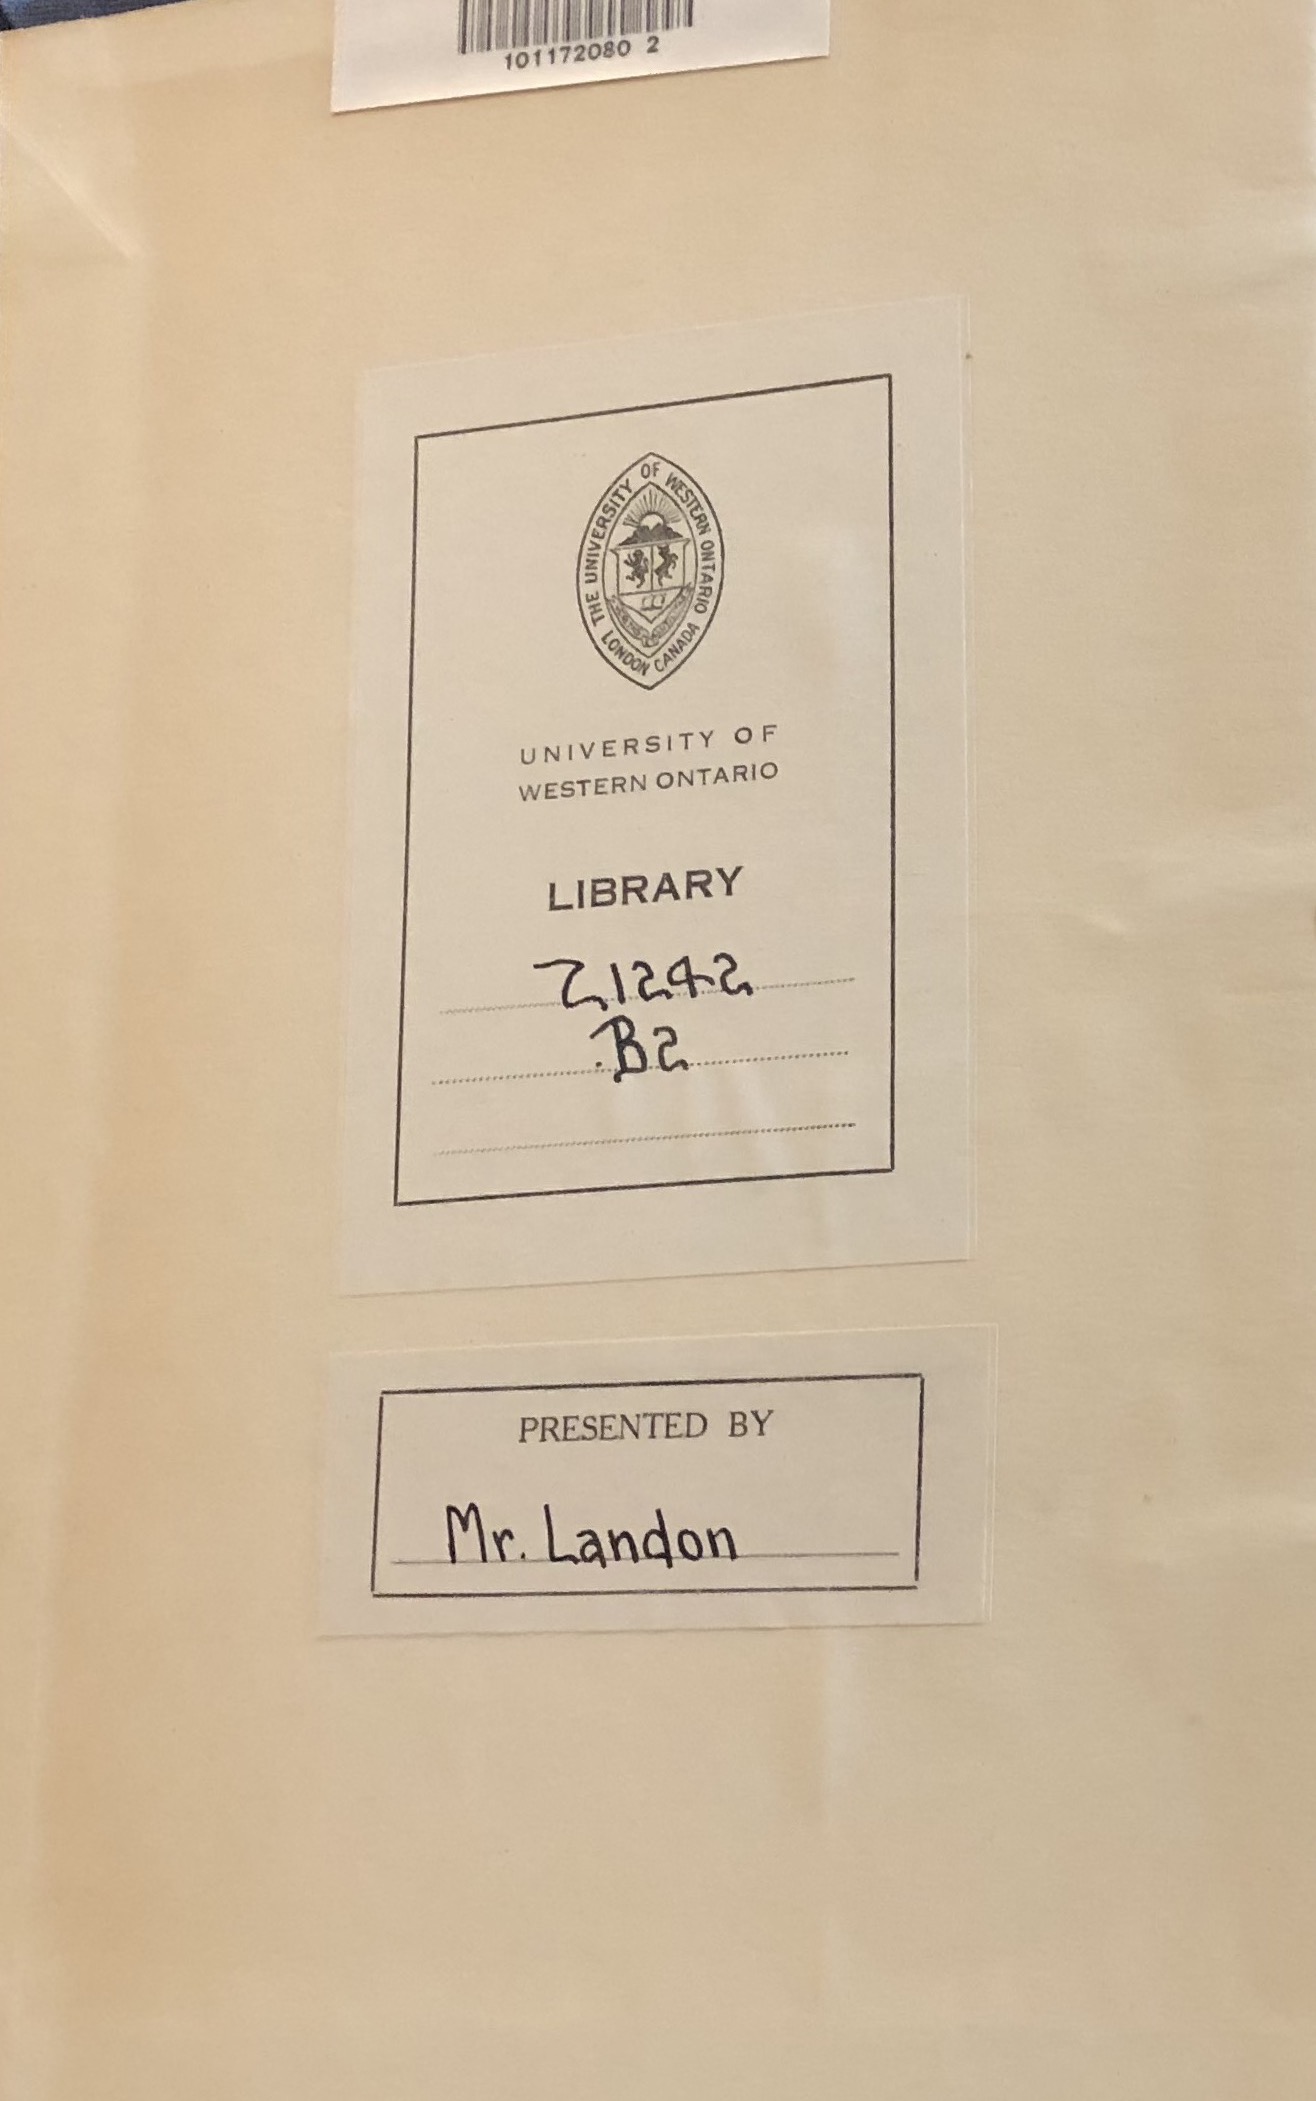 101172080 2
THE UNIVERSITY OF WESTERN ONTARIO
LONDON CANADA
UNIVERSITY OF
WESTERN ONTARIO
LIBRARY
Z1242
.B2
PRESENTED BY
Mr. Landon